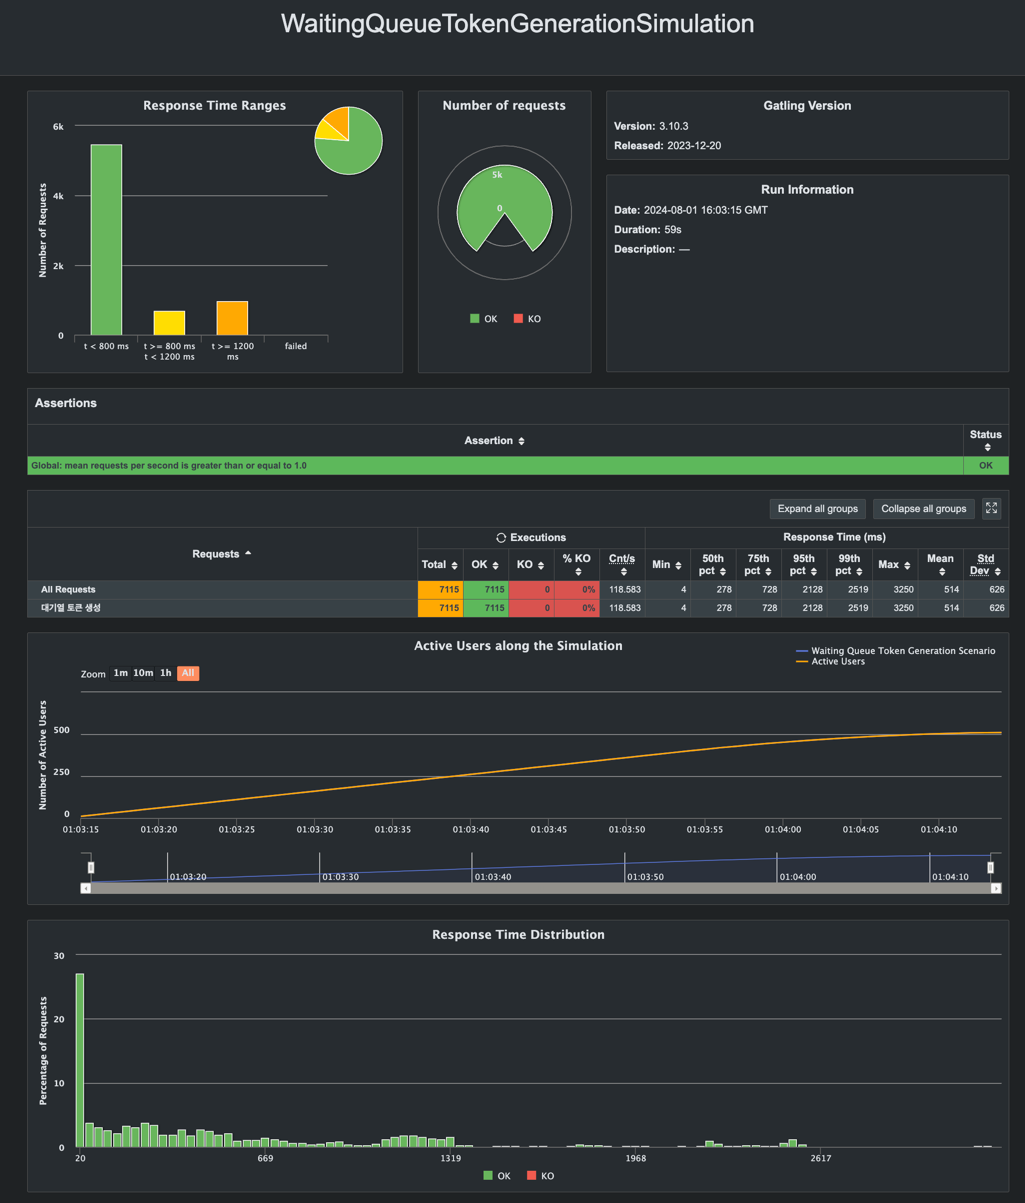 WaitingQueueTokenGenerationSimulation
Response Time Ranges
6k
4k
2k
0
Number of Requests
t < 800 ms
t >= 800 ms
t < 1200 ms
t >= 1200
ms
failed
Number of requests
5k
0
OK
KO
Gatling Version
Version: 3.10.3
Released: 2023-12-20
Run Information
Date: 2024-08-01 16:03:15 GMT
Duration: 59s
Description: —
Assertions
Assertion
Status
Global: mean requests per second is greater than or equal to 1.0
OK
Expand all groups
Collapse all groups
Requests
Executions
Response Time (ms)
Total
OK
KO
% KO
Cnt/s
Min
50th pct
75th pct
95th pct
99th pct
Max
Mean
Std Dev
All Requests 7115 7115 0 0% 118.583 4 278 728 2128 2519 3250 514 626
대기열 토큰 생성 7115 7115 0 0% 118.583 4 278 728 2128 2519 3250 514 626
Active Users along the Simulation
Waiting Queue Token Generation Scenario
Active Users
Zoom 1m 10m 1h All
Number of Active Users
500
250
0
01:03:15 01:03:20 01:03:25 01:03:30 01:03:35 01:03:40 01:03:45 01:03:50 01:03:55 01:04:00 01:04:05 01:04:10
01:03:20 01:03:30 01:03:40 01:03:50 01:04:00 01:04:10
Response Time Distribution
Percentage of Requests
30
20
10
0
20 669 1319 1968 2617
OK
KO